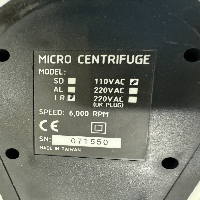 MICRO CENTRIFUGE
MODEL:
SD 110VAC
AL 220VAC
IR 220VAC
(UK PLUG)
SPEED: 6,000 RPM
CE
SN: 071550
MADE IN TAIWAN